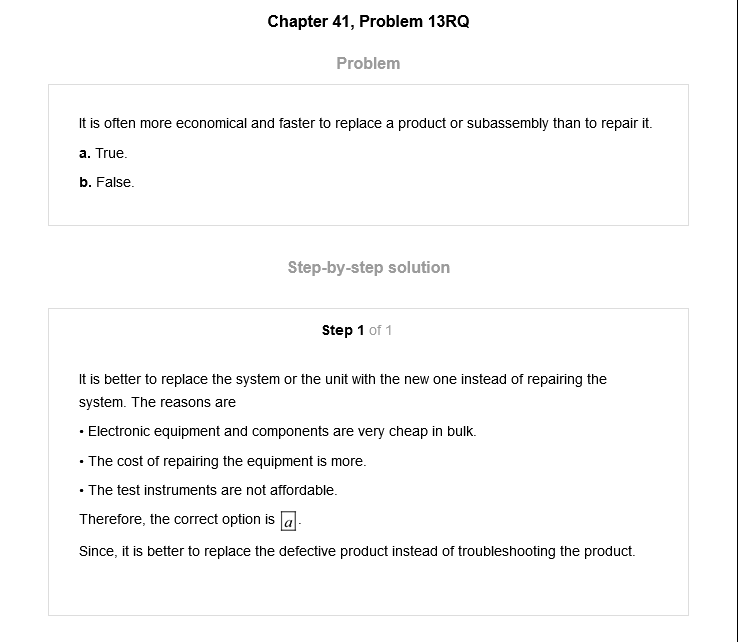 Chapter 41, Problem 13RQ
Problem
It is often more economical and faster to replace a product or subassembly than to repair it.
a. True.
b. False.
Step-by-step solution
Step 1 of 1
It is better to replace the system or the unit with the new one instead of repairing the
system. The reasons are
• Electronic equipment and components are very cheap in bulk.
• The cost of repairing the equipment is more.
• The test instruments are not affordable.
Therefore, the correct option is a.
Since, it is better to replace the defective product instead of troubleshooting the product.